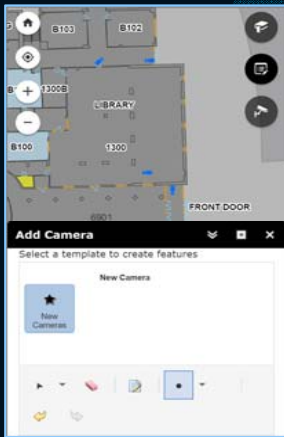 B103
B102
1300B
LIBRARY
B100
1300
6901
FRONT DOOR
Add Camera
Select a template to create features
New Camera
New
Cameras